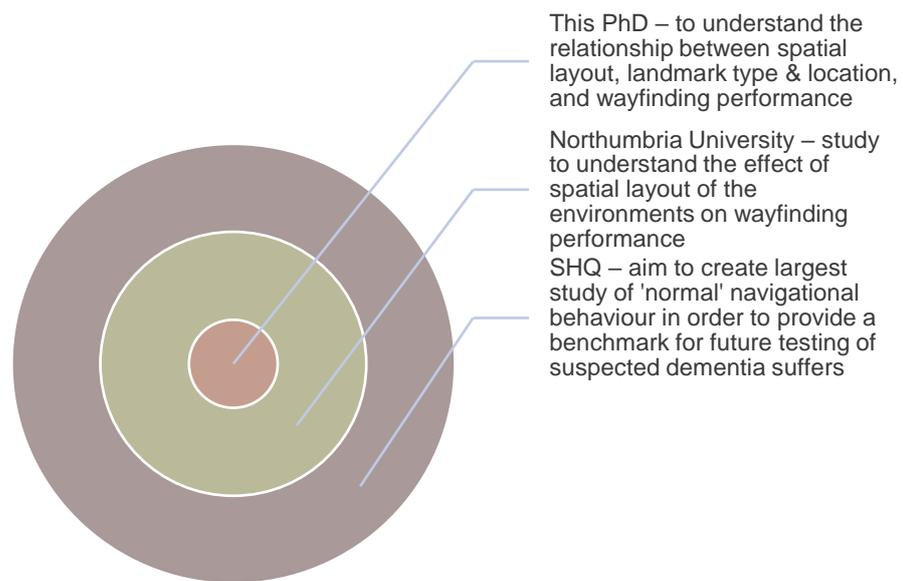 This PhD – to understand the
relationship between spatial
layout, landmark type & location,
and wayfinding performance
Northumbria University – study
to understand the effect of
spatial layout of the
environments on wayfinding
performance
SHQ – aim to create largest
study of 'normal' navigational
behaviour in order to provide a
benchmark for future testing of
suspected dementia suffers